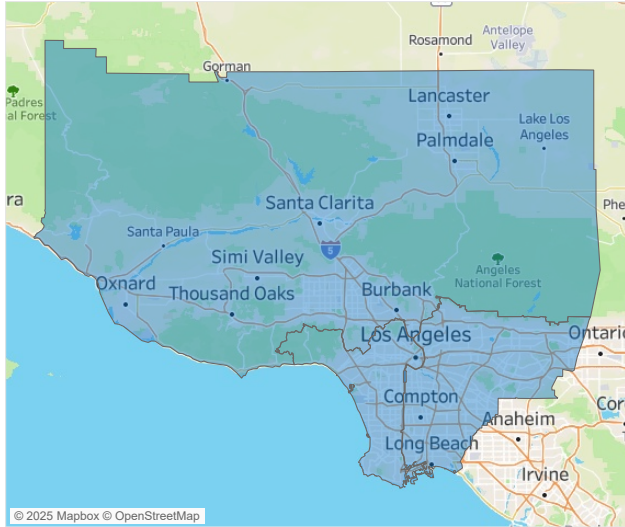 Antelope
Valley
Rosamond
Gorman
Padres
al Forest
Lancaster
Lake Los
Angeles
Palmdale
ra
Santa Clarita
Phe
Santa Paula
5
Simi Valley
Angeles
National Forest
Oxnard
Thousand Oaks
Burbank
Los Angeles
Ontario
Compton
Cor
Anaheim
Long Beach
Irvine
© 2025 Mapbox © OpenStreetMap